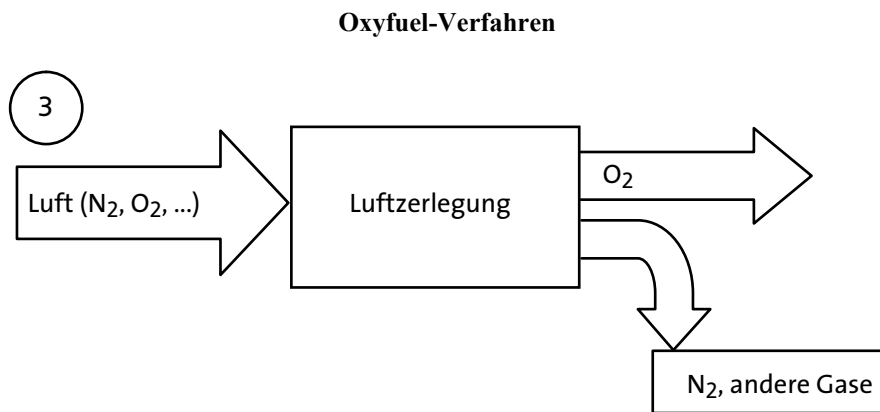 Oxyfuel-Verfahren
3
Luft (N₂, O₂, ...)
Luftzerlegung
O₂
N₂, andere Gase